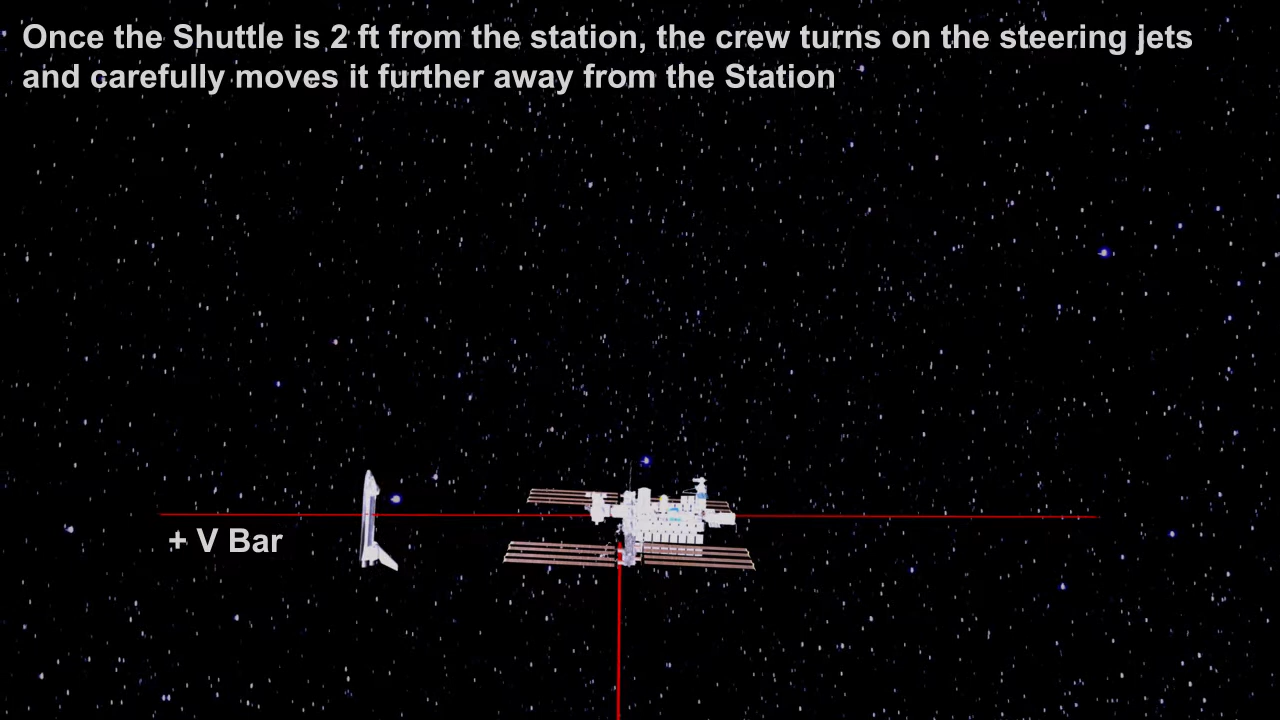 Once the Shuttle is 2 ft from the station, the crew turns on the steering jets
and carefully moves it further away from the Station
+ V Bar